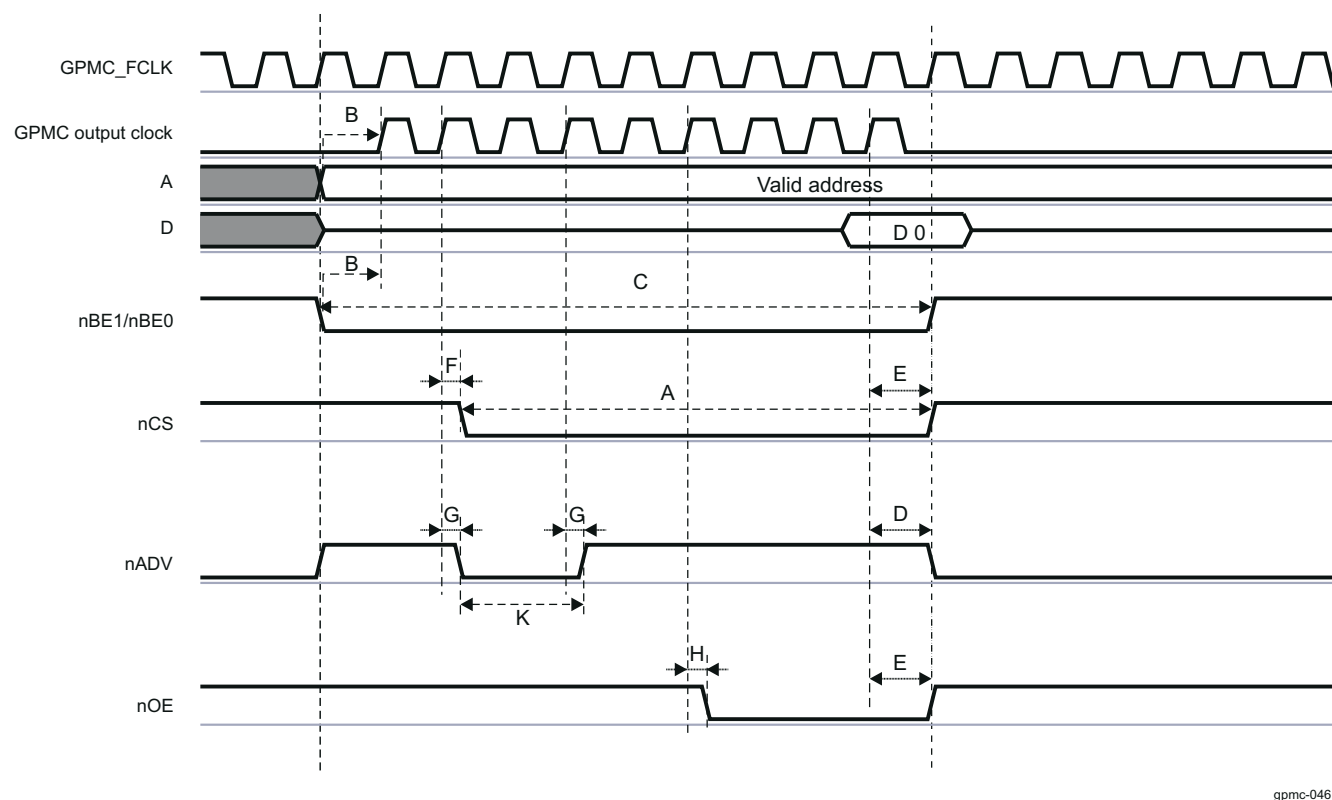 GPMC_FCLK
B
GPMC output clock
A
Valid address
D
D 0
B
C
nBE1/nBE0
F
E
A
nCS
G
G
D
nADV
K
H
E
nOE
gpmc-046